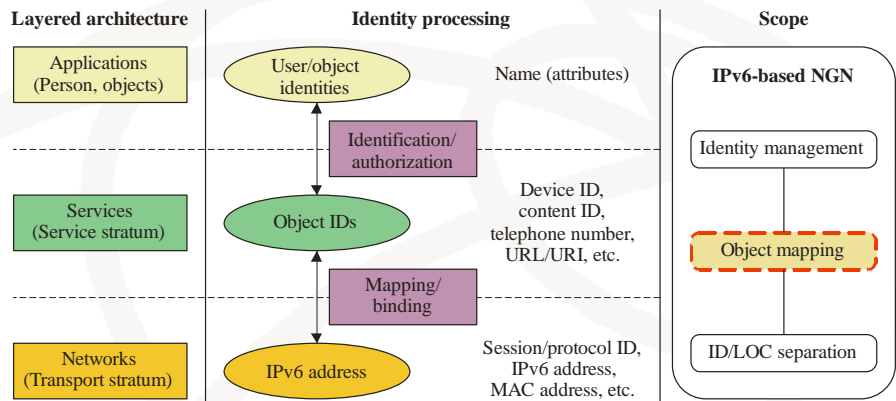 Layered architecture
Identity processing
Scope
Applications
(Person, objects)
User/object
identities
Name (attributes)
IPv6-based NGN
Identification/
authorization
Identity management
Services
(Service stratum)
Object IDs
Device ID,
content ID,
telephone number,
URL/URI, etc.
Object mapping
Mapping/
binding
Networks
(Transport stratum)
IPv6 address
Session/protocol ID,
IPv6 address,
MAC address, etc.
ID/LOC separation